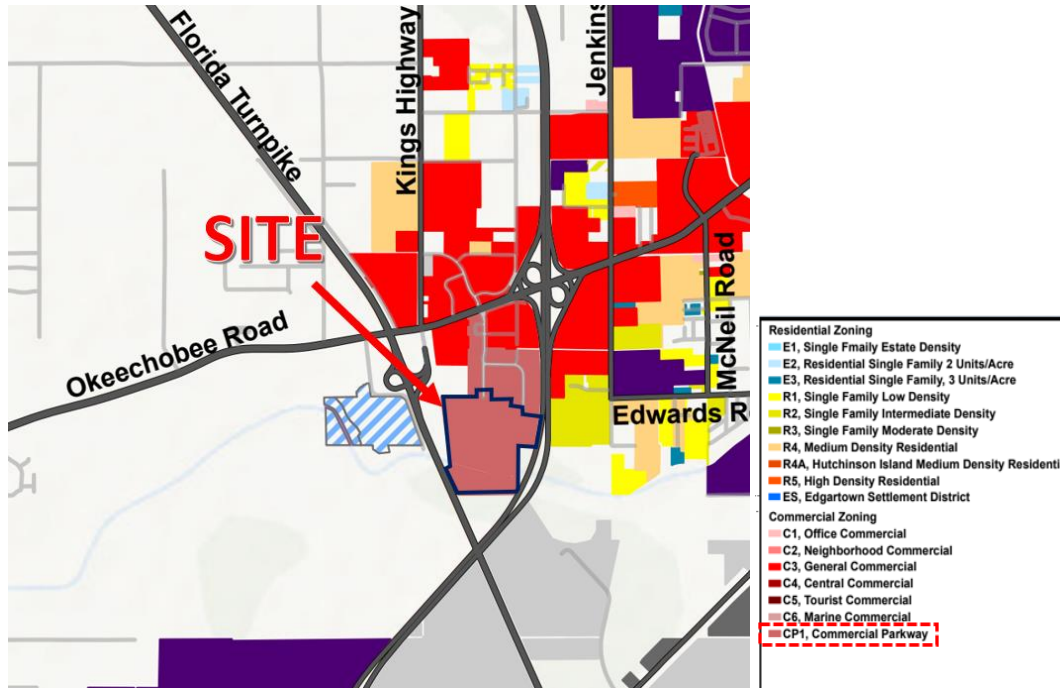 Florida Turnpike
Kings Highway
Jenkins
SITE
Okeechobee Road
McNeil Road
Edwards R
Residential Zoning
E1, Single Fmaily Estate Density
E2, Residential Single Family 2 Units/Acre
E3, Residential Single Family, 3 Units/Acre
R1, Single Family Low Density
R2, Single Family Intermediate Density
R3, Single Family Moderate Density
R4, Medium Density Residential
R4A, Hutchinson Island Medium Density Residenti
R5, High Density Residential
ES, Edgartown Settlement District
Commercial Zoning
C1, Office Commercial
C2, Neighborhood Commercial
C3, General Commercial
C4, Central Commercial
C5, Tourist Commercial
C6, Marine Commercial
CP1, Commercial Parkway